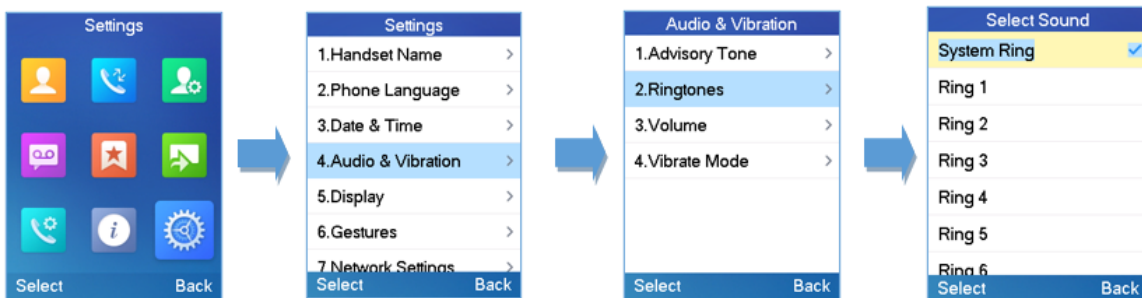 Settings
Select Back
Settings
1.Handset Name
2.Phone Language
3.Date & Time
4.Audio & Vibration
5.Display
6.Gestures
7.Network Settings
Select Back
Audio & Vibration
1.Advisory Tone
2.Ringtones
3.Volume
4.Vibrate Mode
Select Back
Select Sound
System Ring
Ring 1
Ring 2
Ring 3
Ring 4
Ring 5
Ring 6
Select Back